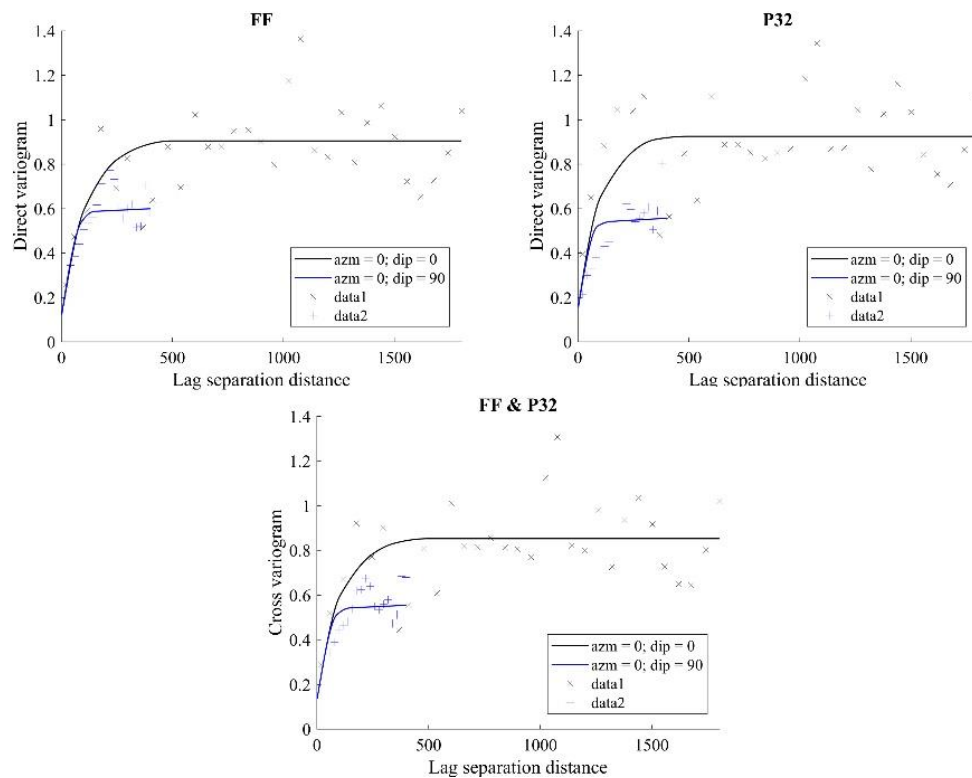 FF
1.4
1.2
1
0.8
0.6
0.4
0.2
0
Direct variogram
0 500 1000 1500
Lag separation distance
azm = 0; dip = 0
azm = 0; dip = 90
data1
data2
P32
1.4
1.2
1
0.8
0.6
0.4
0.2
0
Direct variogram
0 500 1000 1500
Lag separation distance
azm = 0; dip = 0
azm = 0; dip = 90
data1
data2
FF & P32
1.4
1.2
1
0.8
0.6
0.4
0.2
0
Cross variogram
0 500 1000 1500
Lag separation distance
azm = 0; dip = 0
azm = 0; dip = 90
data1
data2